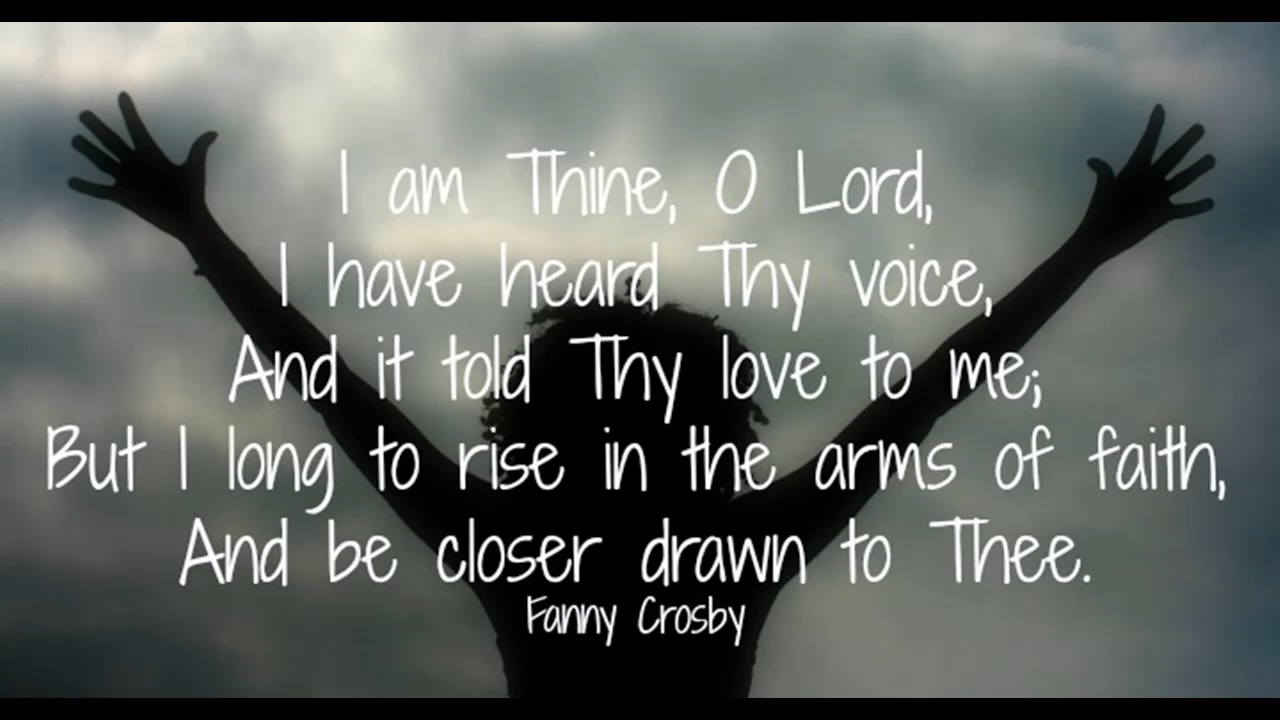 I am Thine, O Lord,
I have heard Thy voice,
And it told Thy love to me;
But I long to rise in the arms of faith,
And be closer drawn to Thee.
Fanny Crosby